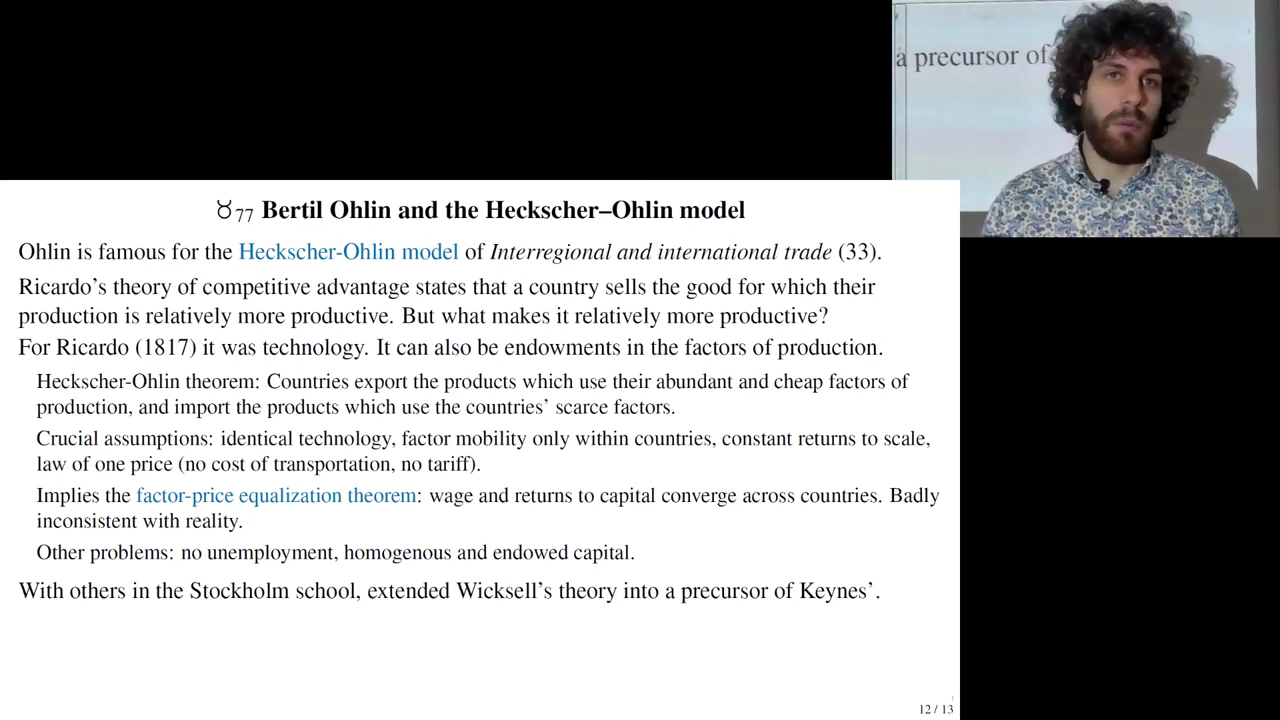 a precursor of
♉77 Bertil Ohlin and the Heckscher–Ohlin model
Ohlin is famous for the Heckscher-Ohlin model of Interregional and international trade (33).
Ricardo’s theory of competitive advantage states that a country sells the good for which their
production is relatively more productive. But what makes it relatively more productive?
For Ricardo (1817) it was technology. It can also be endowments in the factors of production.
Heckscher-Ohlin theorem: Countries export the products which use their abundant and cheap factors of
production, and import the products which use the countries’ scarce factors.
Crucial assumptions: identical technology, factor mobility only within countries, constant returns to scale,
law of one price (no cost of transportation, no tariff).
Implies the factor-price equalization theorem: wage and returns to capital converge across countries. Badly
inconsistent with reality.
Other problems: no unemployment, homogenous and endowed capital.
With others in the Stockholm school, extended Wicksell’s theory into a precursor of Keynes’.
12 / 13